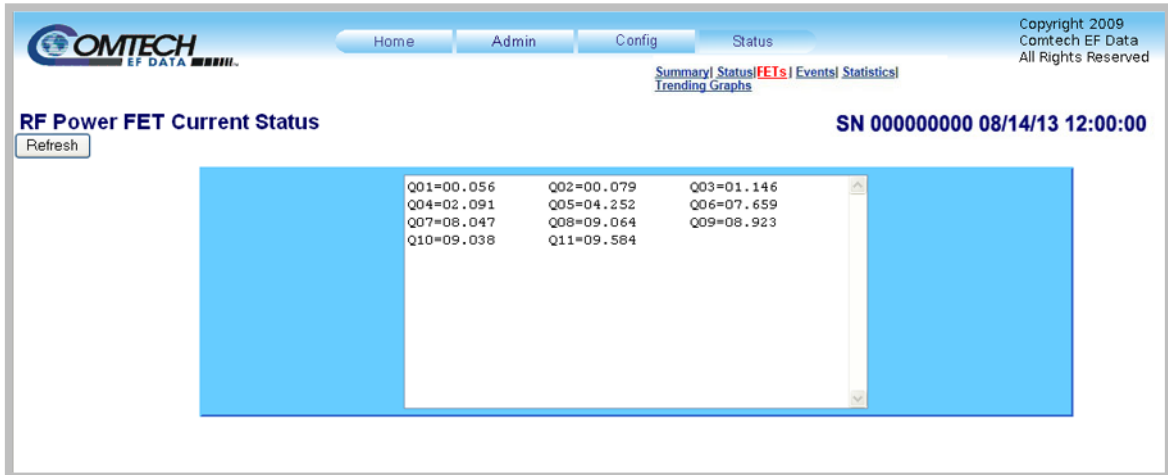 COMTECH
EF DATA
Home Admin Config Status
Copyright 2009
Comtech EF Data
All Rights Reserved
Summary| Status|FETs | Events| Statistics|
Trending Graphs
RF Power FET Current Status
SN 000000000 08/14/13 12:00:00
Refresh
Q01=00.056 Q02=00.079 Q03=01.146
Q04=02.091 Q05=04.252 Q06=07.659
Q07=08.047 Q08=09.064 Q09=08.923
Q10=09.038 Q11=09.584